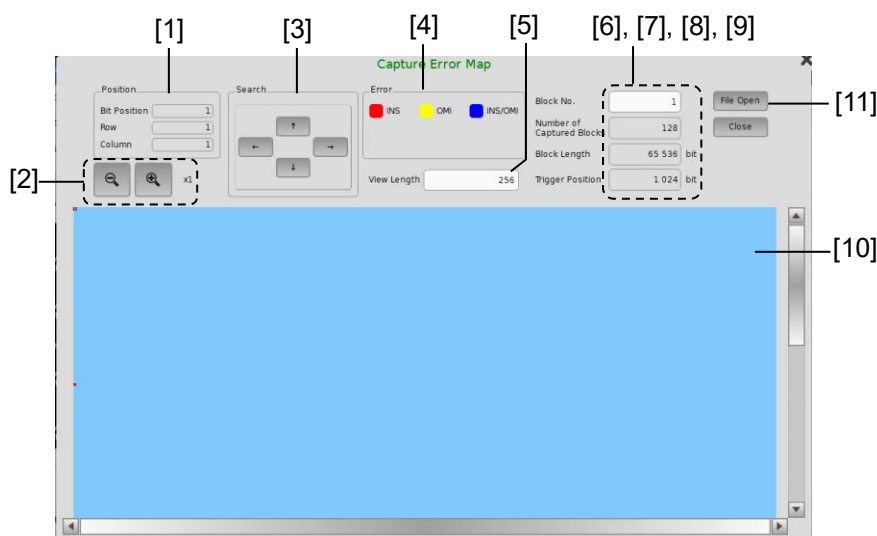 [1] [3] [4] [5] [6], [7], [8], [9]
Capture Error Map
Position
Bit Position 1
Row 1
Column 1
Search
↑
← →
↓
Error
INS OMI INS/OMI
View Length 256
Block No. 1
Number of
Captured Blocks 128
Block Length 65 536 bit
Trigger Position 1 024 bit
File Open
Close
[11]
[2] x1
[10]